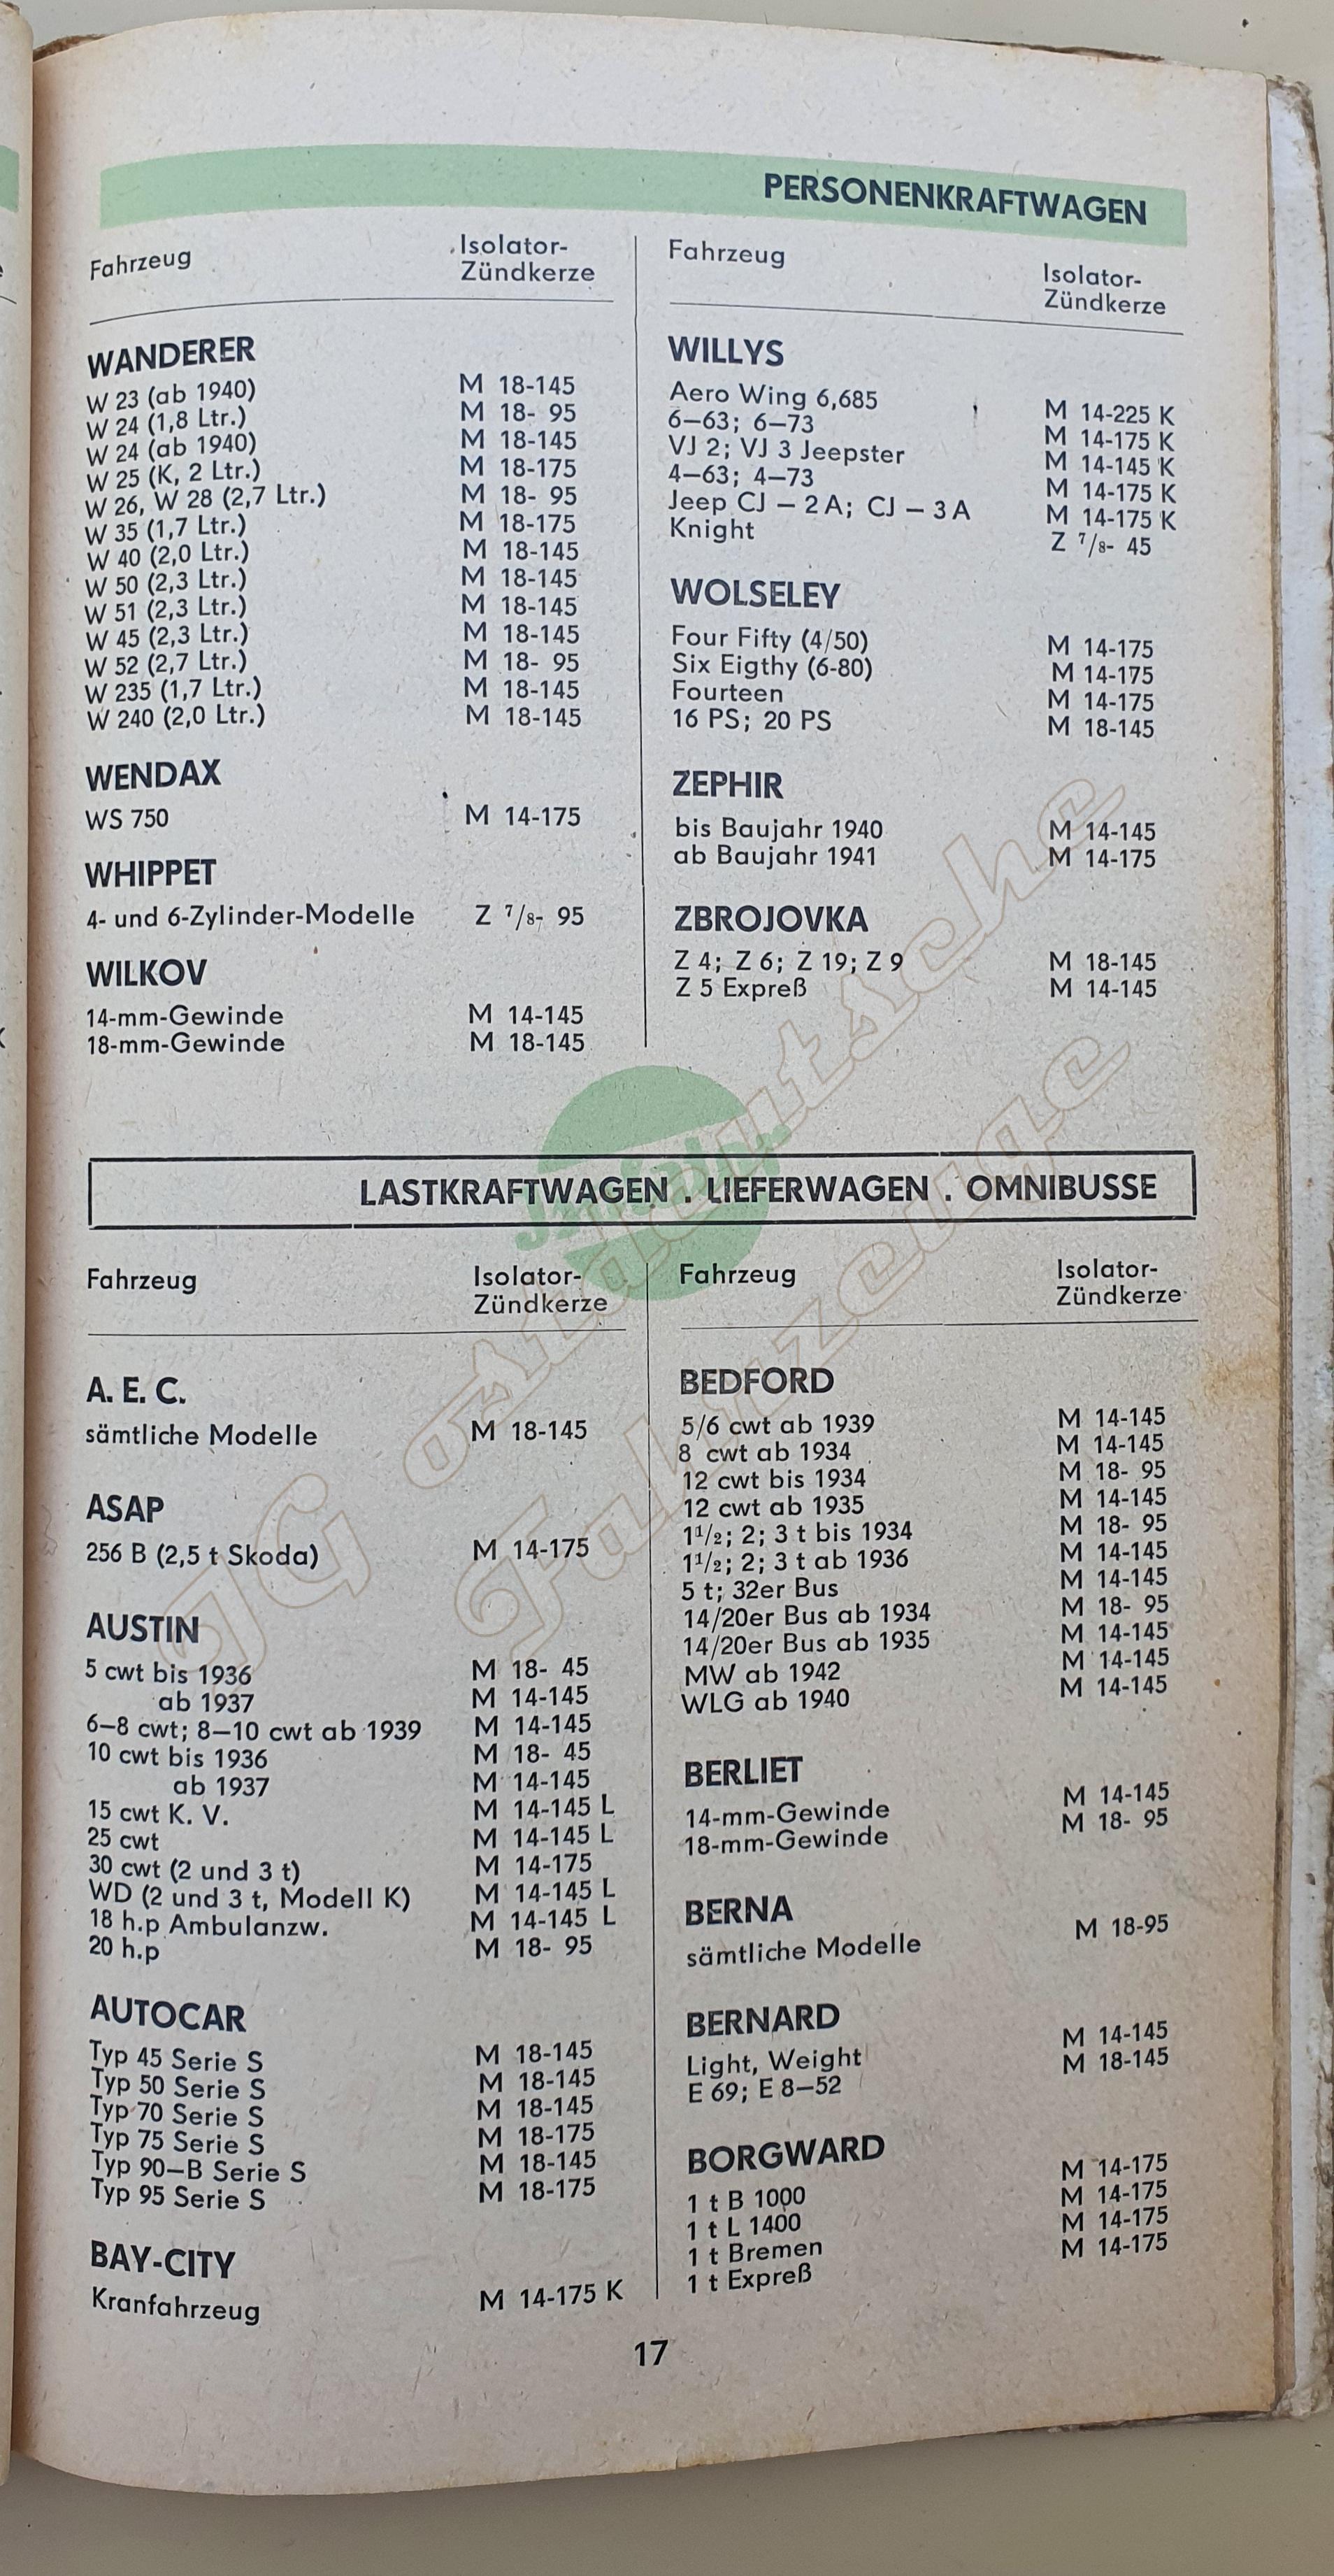 PERSONENKRAFTWAGEN
Fahrzeug Isolator-
Zündkerze
WANDERER
W 23 (ab 1940) M 18-145
W 24 (1,8 Ltr.) M 18- 95
W 24 (ab 1940) M 18-145
W 25 (K, 2 Ltr.) M 18-175
W 26, W 28 (2,7 Ltr.) M 18- 95
W 35 (1,7 Ltr.) M 18-175
W 40 (2,0 Ltr.) M 18-145
W 50 (2,3 Ltr.) M 18-145
W 51 (2,3 Ltr.) M 18-145
W 45 (2,3 Ltr.) M 18-145
W 52 (2,7 Ltr.) M 18- 95
W 235 (1,7 Ltr.) M 18-145
W 240 (2,0 Ltr.) M 18-145
WENDAX
WS 750 M 14-175
WHIPPET
4- und 6-Zylinder-Modelle Z 7/8- 95
WILKOV
14-mm-Gewinde M 14-145
18-mm-Gewinde M 18-145
Fahrzeug Isolator-
Zündkerze
WILLYS
Aero Wing 6,685 M 14-225 K
6–63; 6–73 M 14-175 K
VJ 2; VJ 3 Jeepster M 14-145 K
4–63; 4–73 M 14-175 K
Jeep CJ – 2 A; CJ – 3 A M 14-175 K
Knight Z 7/8- 45
WOLSELEY
Four Fifty (4/50) M 14-175
Six Eigthy (6-80) M 14-175
Fourteen M 14-175
16 PS; 20 PS M 18-145
ZEPHIR
bis Baujahr 1940 M 14-145
ab Baujahr 1941 M 14-175
ZBROJOVKA
Z 4; Z 6; Z 19; Z 9 M 18-145
Z 5 Expreß M 14-145
LASTKRAFTWAGEN . LIEFERWAGEN . OMNIBUSSE
Fahrzeug Isolator-
Zündkerze
A. E. C.
sämtliche Modelle M 18-145
ASAP
256 B (2,5 t Skoda) M 14-175
AUSTIN
5 cwt bis 1936 M 18- 45
ab 1937 M 14-145
6–8 cwt; 8–10 cwt ab 1939 M 14-145
10 cwt bis 1936 M 18- 45
ab 1937 M 14-145
15 cwt K. V. M 14-145 L
25 cwt M 14-145 L
30 cwt (2 und 3 t) M 14-175
WD (2 und 3 t, Modell K) M 14-145 L
18 h.p Ambulanzw. M 14-145 L
20 h.p M 18- 95
AUTOCAR
Typ 45 Serie S M 18-145
Typ 50 Serie S M 18-145
Typ 70 Serie S M 18-145
Typ 75 Serie S M 18-175
Typ 90–B Serie S M 18-145
Typ 95 Serie S M 18-175
BAY-CITY
Kranfahrzeug M 14-175 K
Fahrzeug Isolator-
Zündkerze
BEDFORD
5/6 cwt ab 1939 M 14-145
8 cwt ab 1934 M 14-145
12 cwt bis 1934 M 18- 95
12 cwt ab 1935 M 14-145
1 1/2; 2; 3 t bis 1934 M 18- 95
1 1/2; 2; 3 t ab 1936 M 14-145
5 t; 32er Bus M 14-145
14/20er Bus ab 1934 M 18- 95
14/20er Bus ab 1935 M 14-145
MW ab 1942 M 14-145
WLG ab 1940 M 14-145
BERLIET
14-mm-Gewinde M 14-145
18-mm-Gewinde M 18- 95
BERNA
sämtliche Modelle M 18-95
BERNARD
Light, Weight M 14-145
E 69; E 8–52 M 18-145
BORGWARD
1 t B 1000 M 14-175
1 t L 1400 M 14-175
1 t Bremen M 14-175
1 t Expreß M 14-175
17
IG ostdeutsche
Fahrzeuge